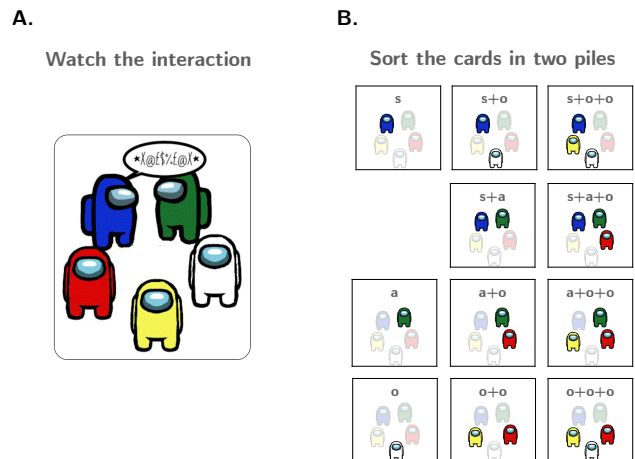 A.
Watch the interaction
*X@£$%£@X*
B.
Sort the cards in two piles
s
s+o
s+o+o
s+a
s+a+o
a
a+o
a+o+o
o
o+o
o+o+o